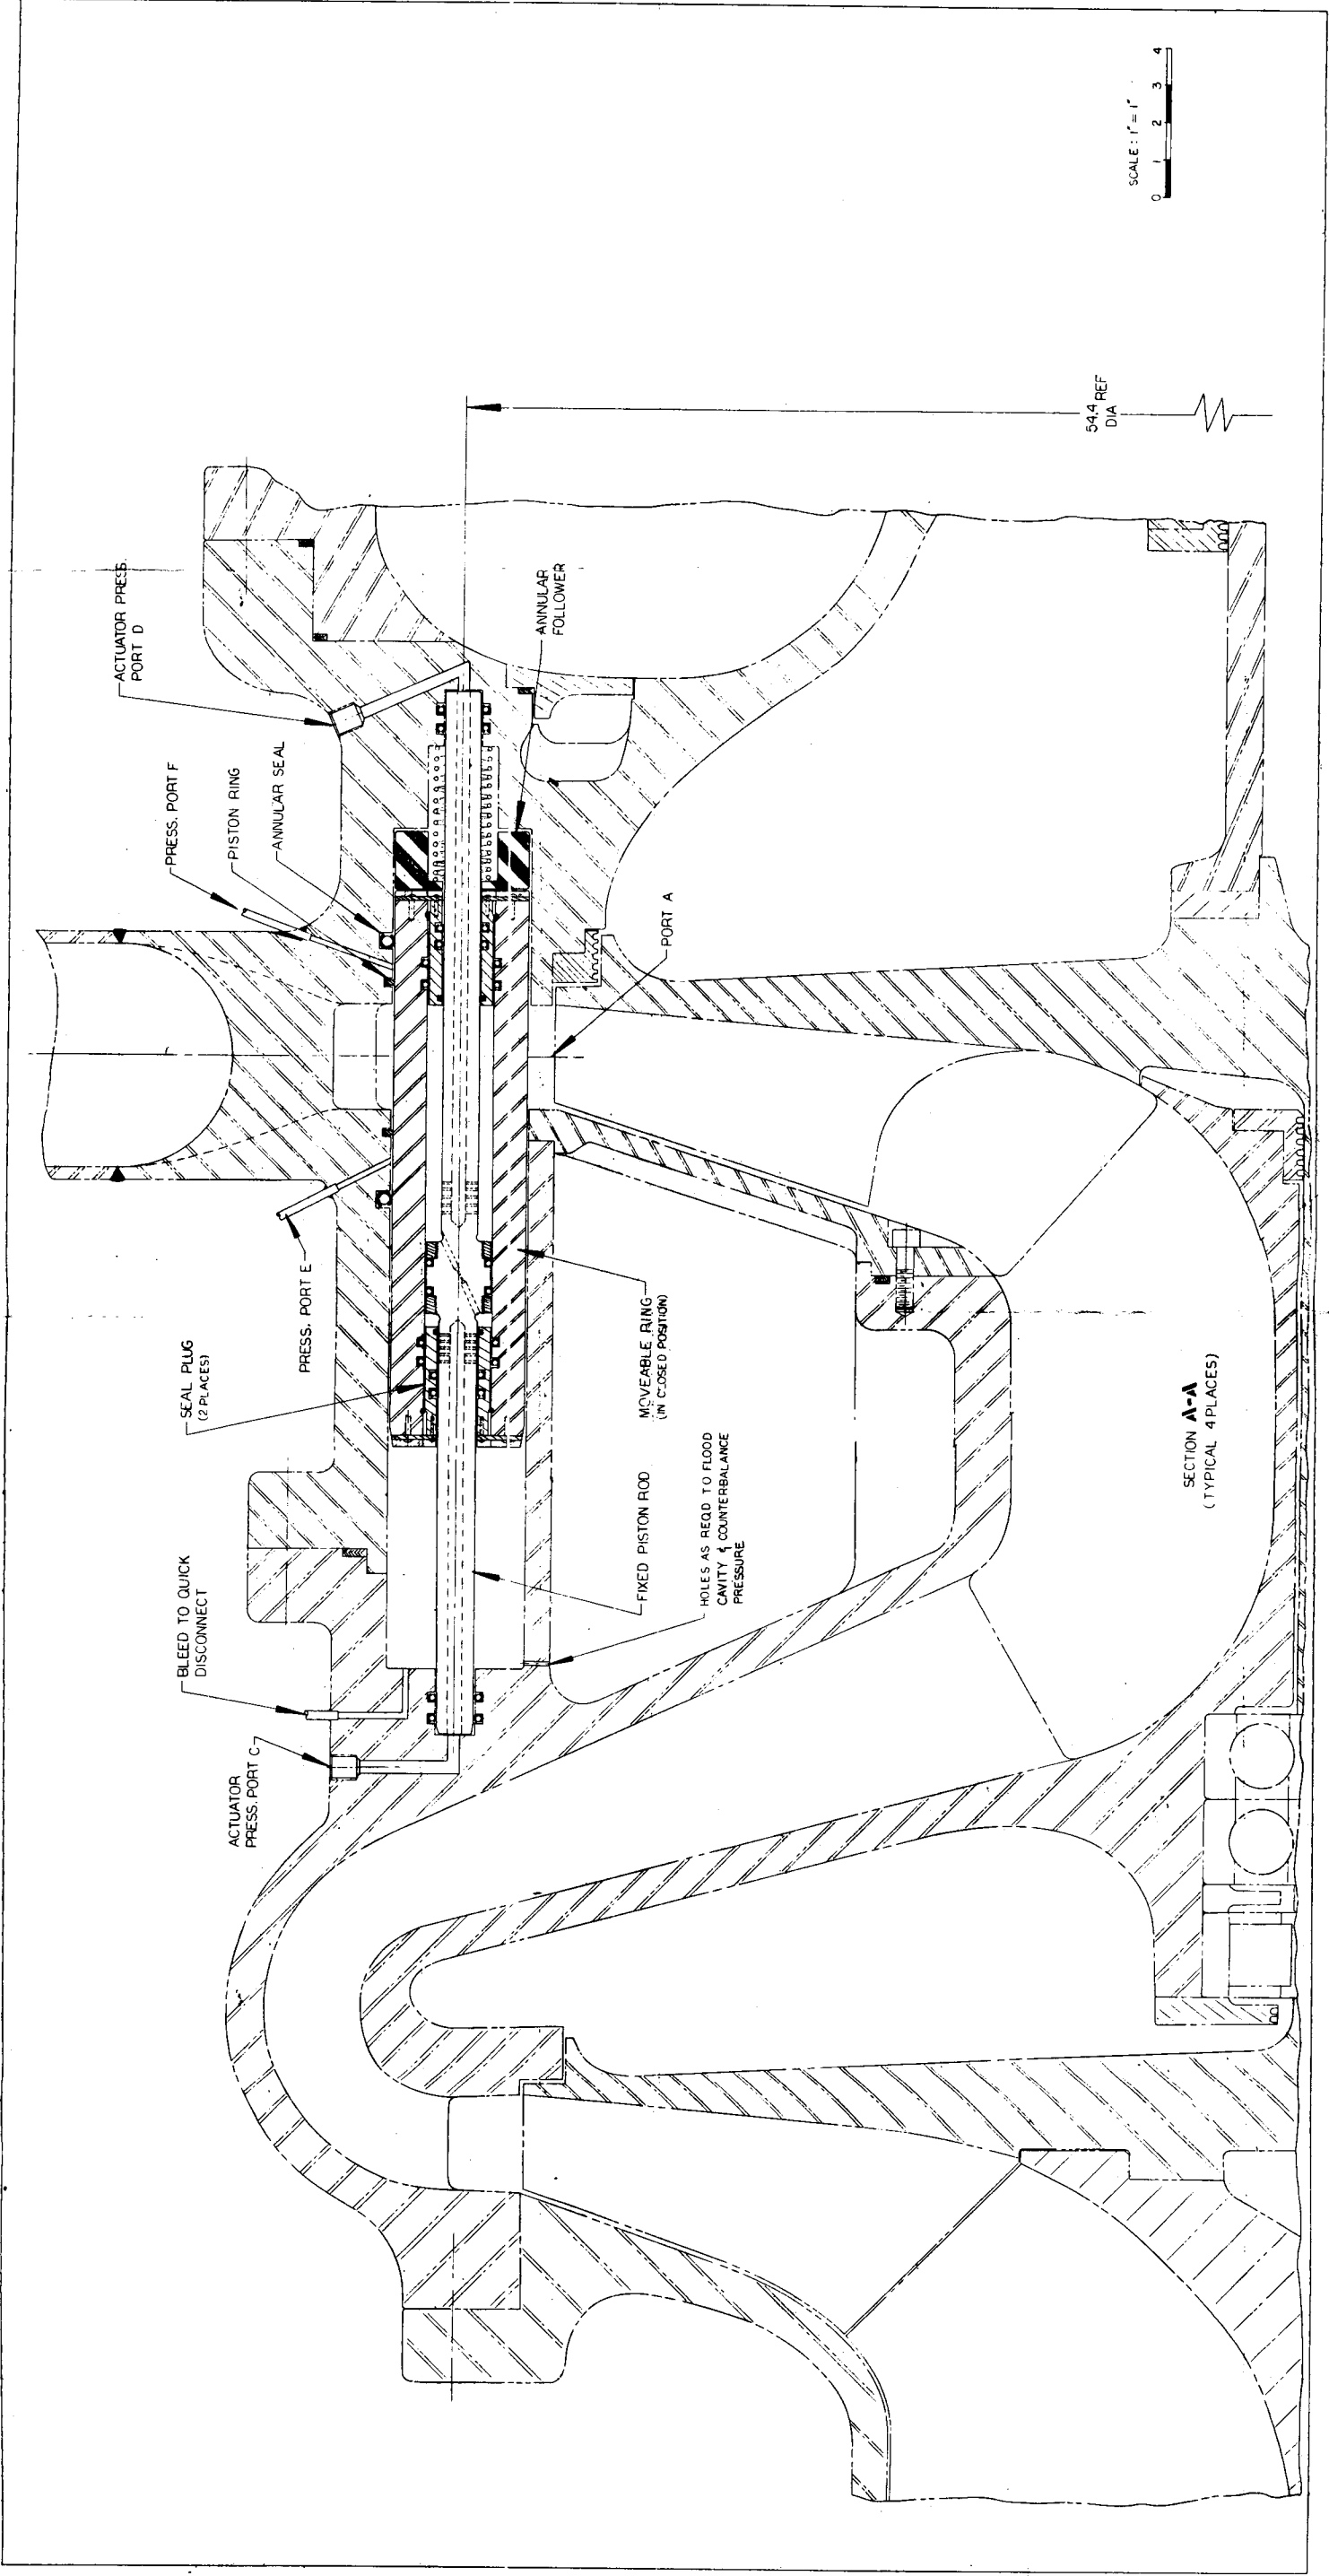 SCALE : 1" = 1"
0 1 2 3 4
ACTUATOR PRESS.
PORT D
PRESS. PORT F
PISTON RING
ANNULAR SEAL
ANNULAR
FOLLOWER
54.4 REF
DIA
PORT A
PRESS. PORT E
SEAL PLUG
(2 PLACES)
MOVEABLE RING
(IN CLOSED POSITION)
FIXED PISTON ROD
HOLES AS REQD TO FLOOD
CAVITY & COUNTERBALANCE
PRESSURE
BLEED TO QUICK
DISCONNECT
ACTUATOR
PRESS. PORT C
SECTION A-A
(TYPICAL 4 PLACES)